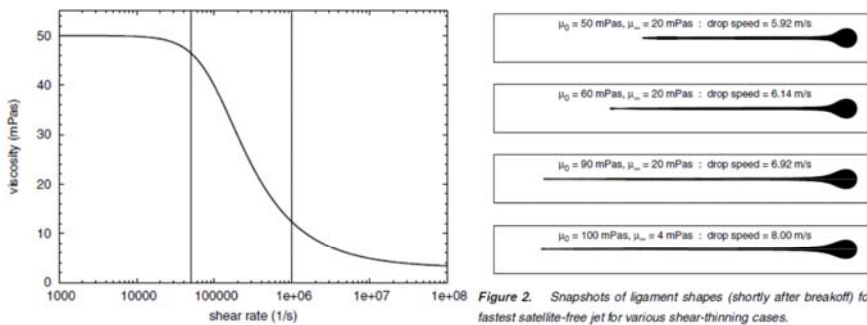 60
50
40
30
20
10
0
viscosity (mPas)
1000 10000 100000 1e+06 1e+07 1e+08
shear rate (1/s)
μ0 = 50 mPas, μ∞ = 20 mPas : drop speed = 5.92 m/s
μ0 = 60 mPas, μ∞ = 20 mPas : drop speed = 6.14 m/s
μ0 = 90 mPas, μ∞ = 20 mPas : drop speed = 6.92 m/s
μ0 = 100 mPas, μ∞ = 4 mPas : drop speed = 8.00 m/s
Figure 2. Snapshots of ligament shapes (shortly after breakoff) fo
fastest satellite-free jet for various shear-thinning cases.